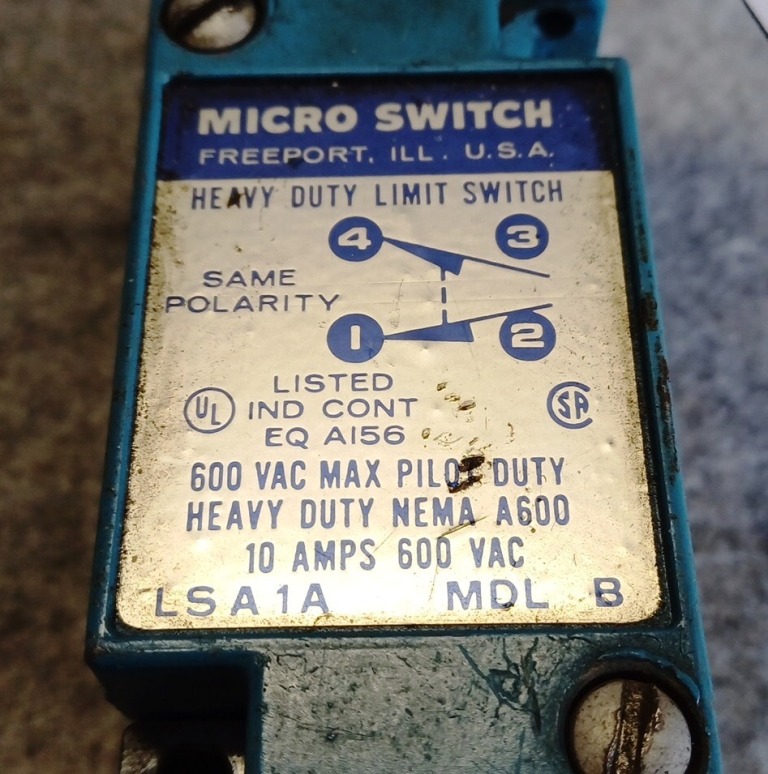 MICRO SWITCH
FREEPORT, ILL. U.S.A.
HEAVY DUTY LIMIT SWITCH
4 3
SAME
POLARITY
1 2
UL
LISTED
IND CONT
EQ A156
SA
600 VAC MAX PILOT DUTY
HEAVY DUTY NEMA A600
10 AMPS 600 VAC
LSA1A MDL B